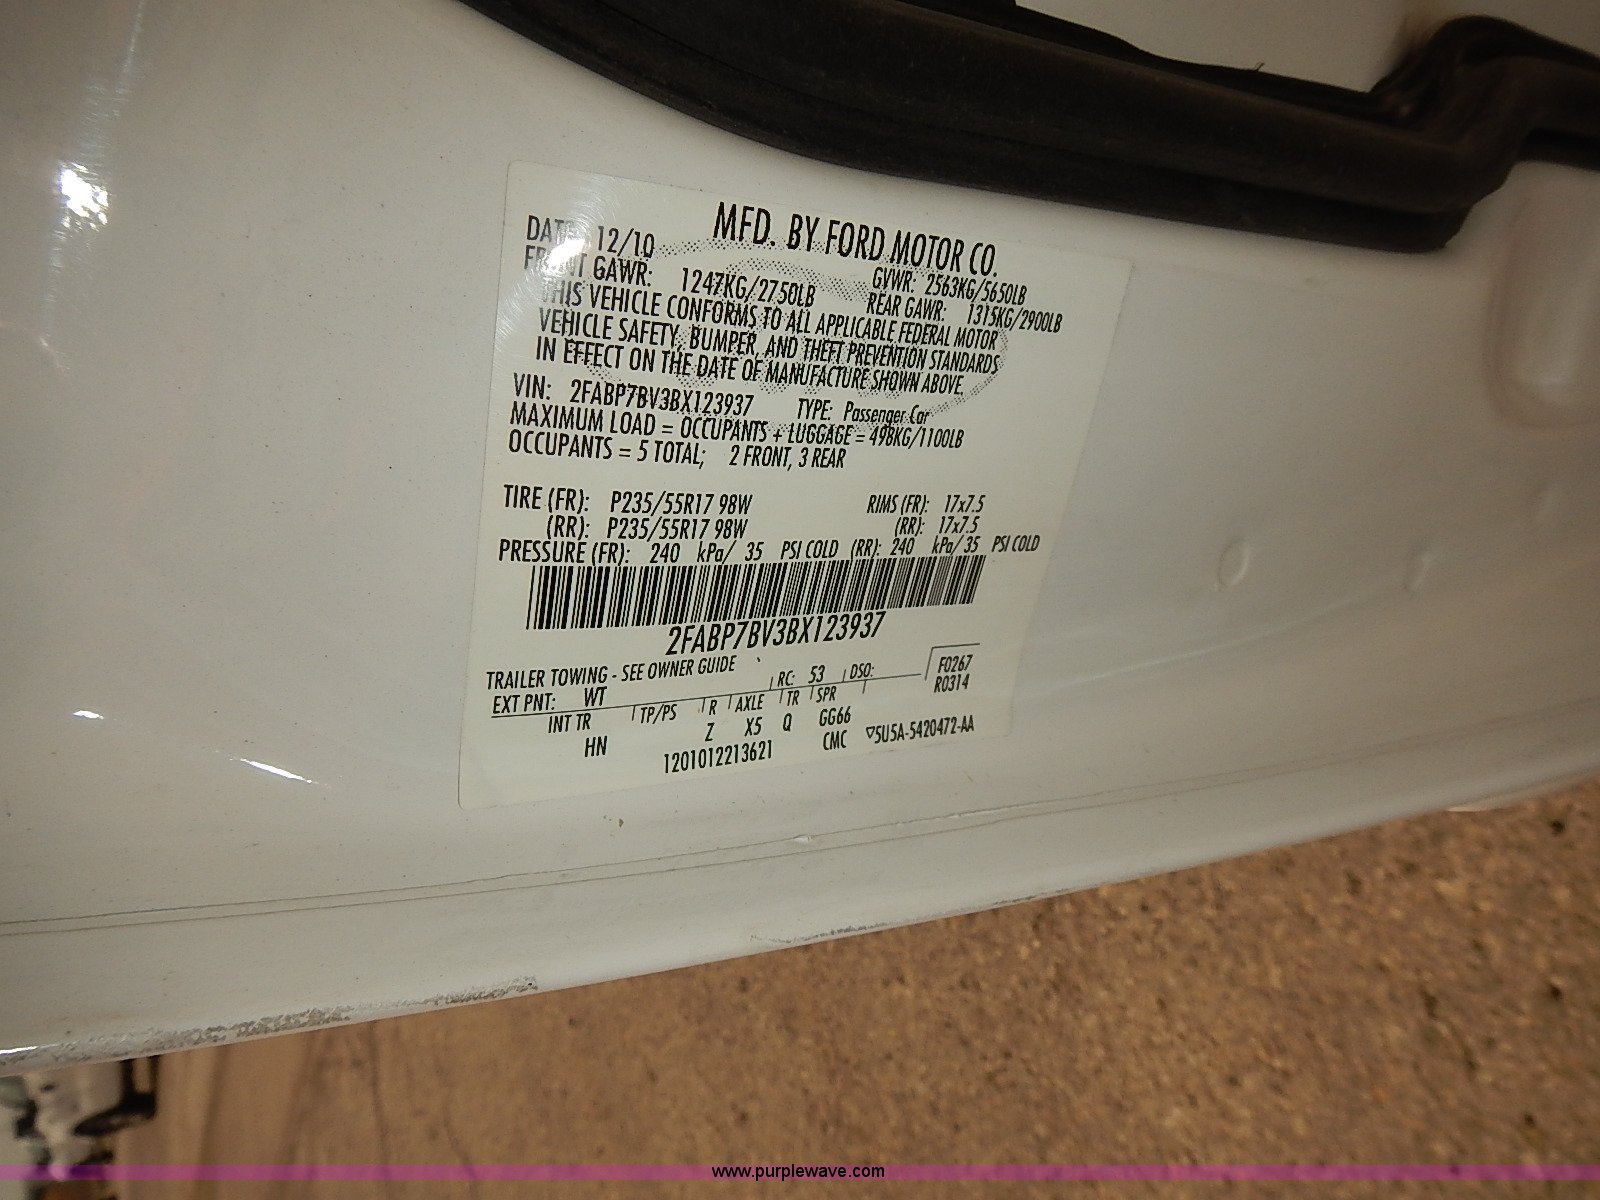 MFD. BY FORD MOTOR CO.
DATE: 12/10 GVWR: 2563KG/5650LB
FRONT GAWR: 1247KG/2750LB REAR GAWR: 1315KG/2900LB
THIS VEHICLE CONFORMS TO ALL APPLICABLE FEDERAL MOTOR
VEHICLE SAFETY, BUMPER, AND THEFT PREVENTION STANDARDS
IN EFFECT ON THE DATE OF MANUFACTURE SHOWN ABOVE.
VIN: 2FABP7BV3BX123937 TYPE: Passenger Car
MAXIMUM LOAD = OCCUPANTS + LUGGAGE = 498KG/1100LB
OCCUPANTS = 5 TOTAL; 2 FRONT, 3 REAR
TIRE (FR): P235/55R17 98W RIMS (FR): 17x7.5
(RR): P235/55R17 98W (RR): 17x7.5
PRESSURE (FR): 240 kPa/ 35 PSI COLD (RR): 240 kPa/ 35 PSI COLD
2FABP7BV3BX123937
TRAILER TOWING - SEE OWNER GUIDE F0267
EXT PNT: WT RC: 53 DSO: R0314
INT TR TP/PS R AXLE TR SPR
HN Z X5 Q GG66
1201012213621 CMC ▽5U5A-5420472-AA
www.purplewave.com